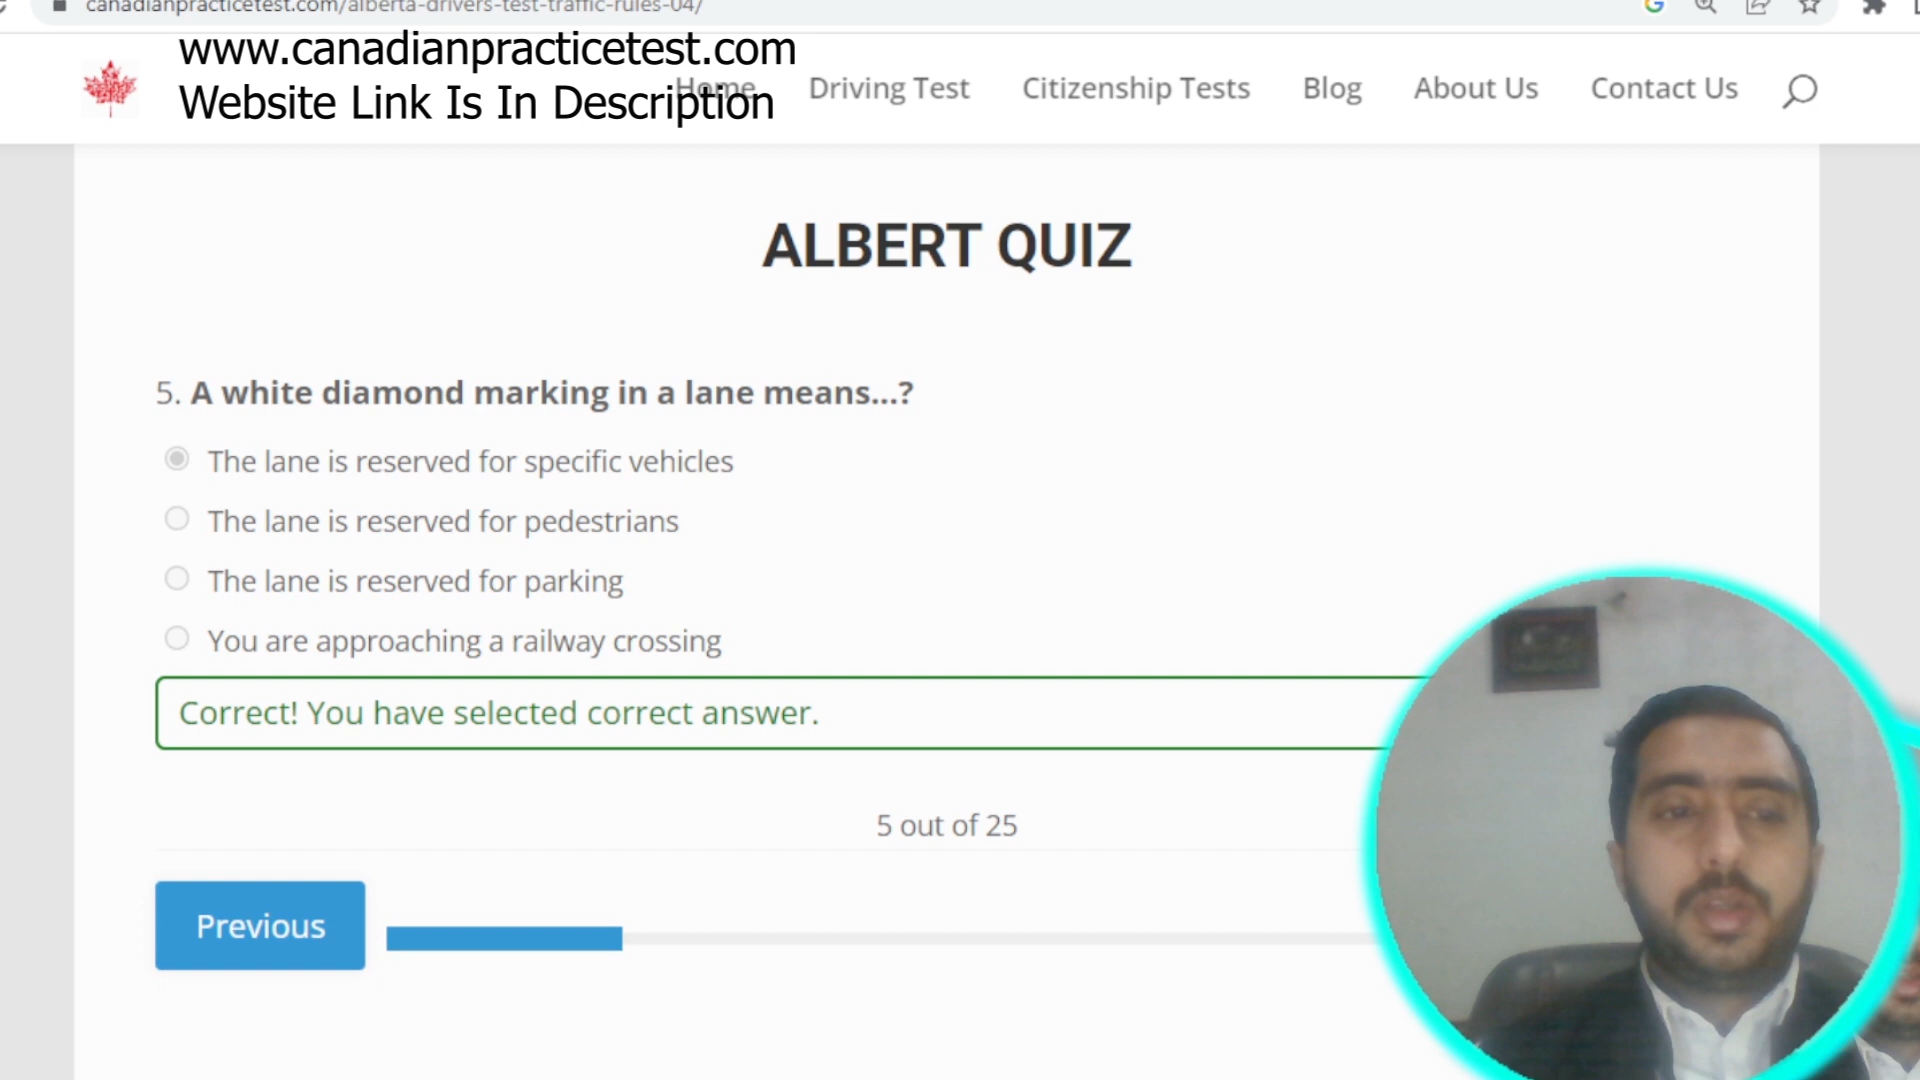 canadianpracticetest.com/alberta-drivers-test-traffic-rules-04/
www.canadianpracticetest.com
Website Link Is In Description
Home Driving Test Citizenship Tests Blog About Us Contact Us
ALBERT QUIZ
5. A white diamond marking in a lane means...?
The lane is reserved for specific vehicles
The lane is reserved for pedestrians
The lane is reserved for parking
You are approaching a railway crossing
Correct! You have selected correct answer.
5 out of 25
Previous